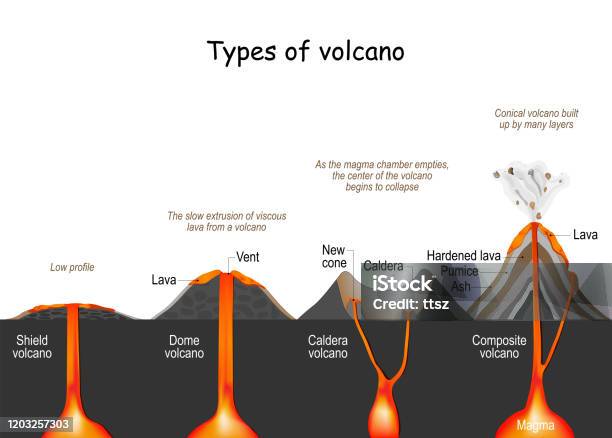 Types of volcano
Conical volcano built
up by many layers
As the magma chamber empties,
the center of the volcano
begins to collapse
The slow extrusion of viscous
lava from a volcano
Low profile
Lava
Vent
New
cone
Caldera
Hardened lava
Pumice
Ash
Lava
iStock
Credit: ttsz
Shield
volcano
Dome
volcano
Caldera
volcano
Composite
volcano
Magma
1203257303